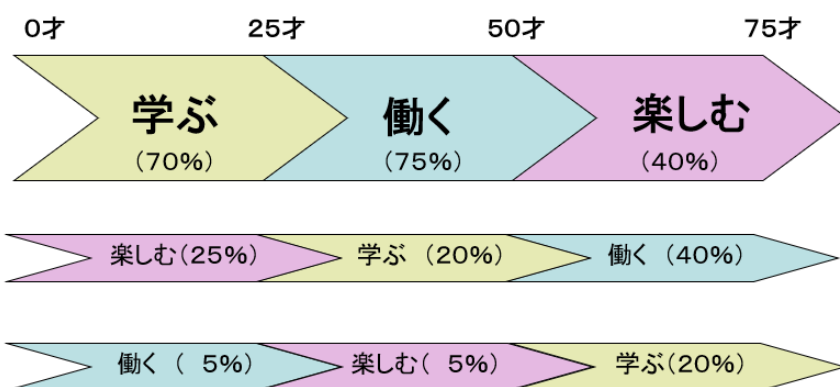 0才 25才 50才 75才
学ぶ 働く 楽しむ
(70%) (75%) (40%)
楽しむ(25%) 学ぶ (20%) 働く (40%)
働く ( 5%) 楽しむ( 5%) 学ぶ(20%)